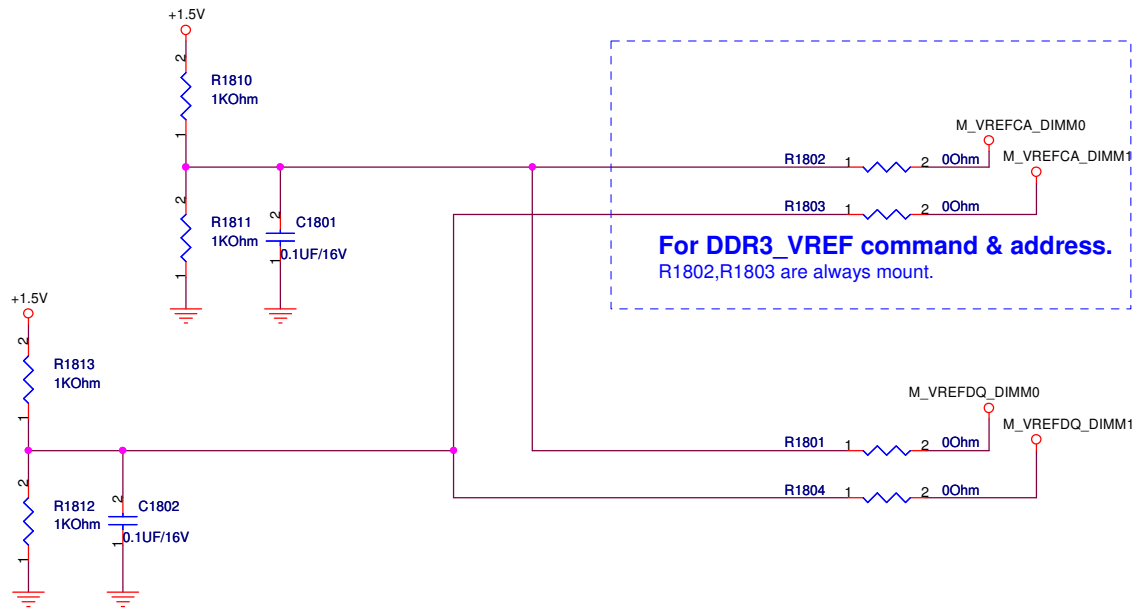 +1.5V
2
R1810
1KOhm
1
M_VREFCA_DIMM0
M_VREFCA_DIMM1
R1802 1 2 0Ohm
2
R1811
1KOhm
1
2
C1801
1 0.1UF/16V
R1803 1 2 0Ohm
For DDR3_VREF command & address.
R1802,R1803 are always mount.
+1.5V
2
R1813
1KOhm
1
M_VREFDQ_DIMM0
M_VREFDQ_DIMM1
R1801 1 2 0Ohm
2
R1812
1KOhm
1
2
C1802
1 0.1UF/16V
R1804 1 2 0Ohm